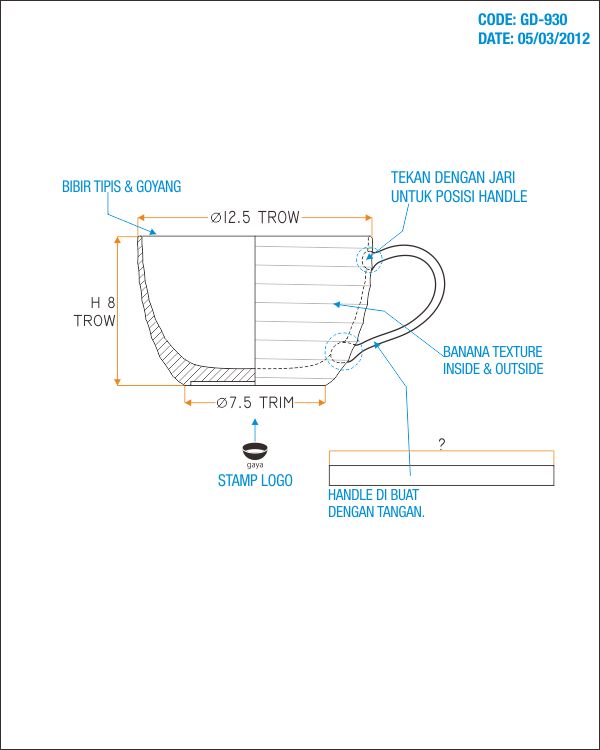 CODE: GD-930
DATE: 05/03/2012
BIBIR TIPIS & GOYANG
TEKAN DENGAN JARI
UNTUK POSISI HANDLE
Ø12.5 TROW
H 8
TROW
BANANA TEXTURE
INSIDE & OUTSIDE
Ø7.5 TRIM
?
gaya
STAMP LOGO
HANDLE DI BUAT
DENGAN TANGAN.